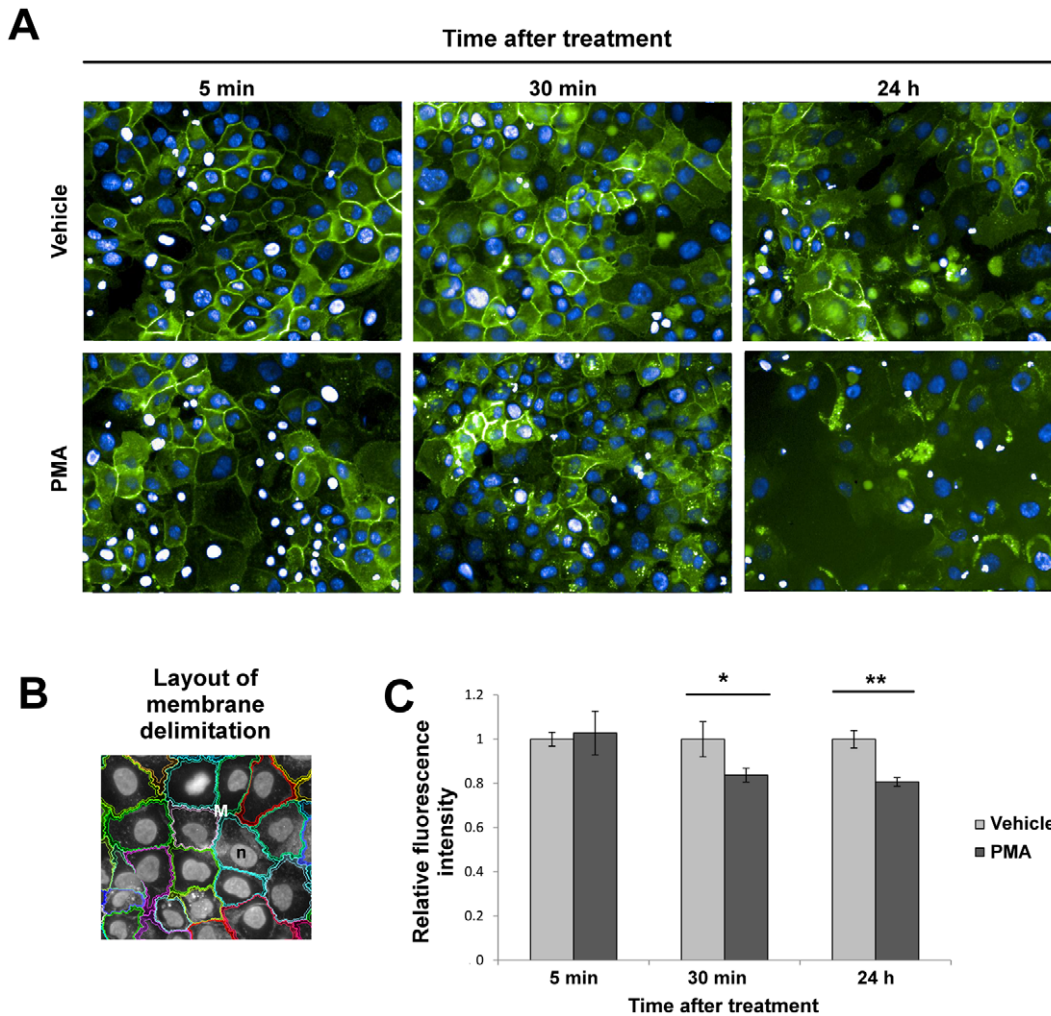 A
Time after treatment
5 min
30 min
24 h
Vehicle
PMA
B
Layout of
membrane
delimitation
M
n
C
Relative fluorescence
intensity
1.2
1
0.8
0.6
0.4
0.2
0
*
**
Vehicle
PMA
5 min
30 min
24 h
Time after treatment